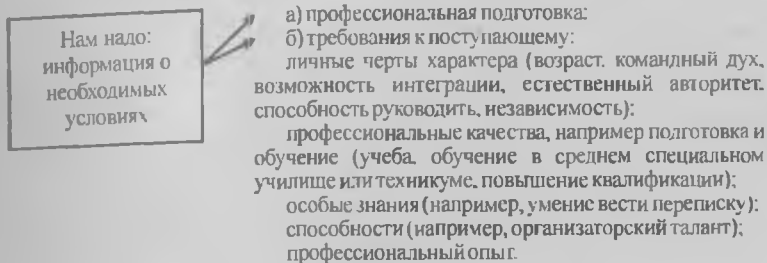 Нам надо:
информация о
необходимых
условиях
а) профессиональная подготовка:
б) требования к поступающему:
личные черты характера (возраст. командный дух,
возможность интеграции, естественный авторитет.
способность руководить, независимость):
профессиональные качества, например подготовка и
обучение (учеба. обучение в среднем специальном
училище или техникуме. повышение квалификации);
особые знания (например, умение вести переписку):
способности (например, организаторский талант);
профессиональный опыт.